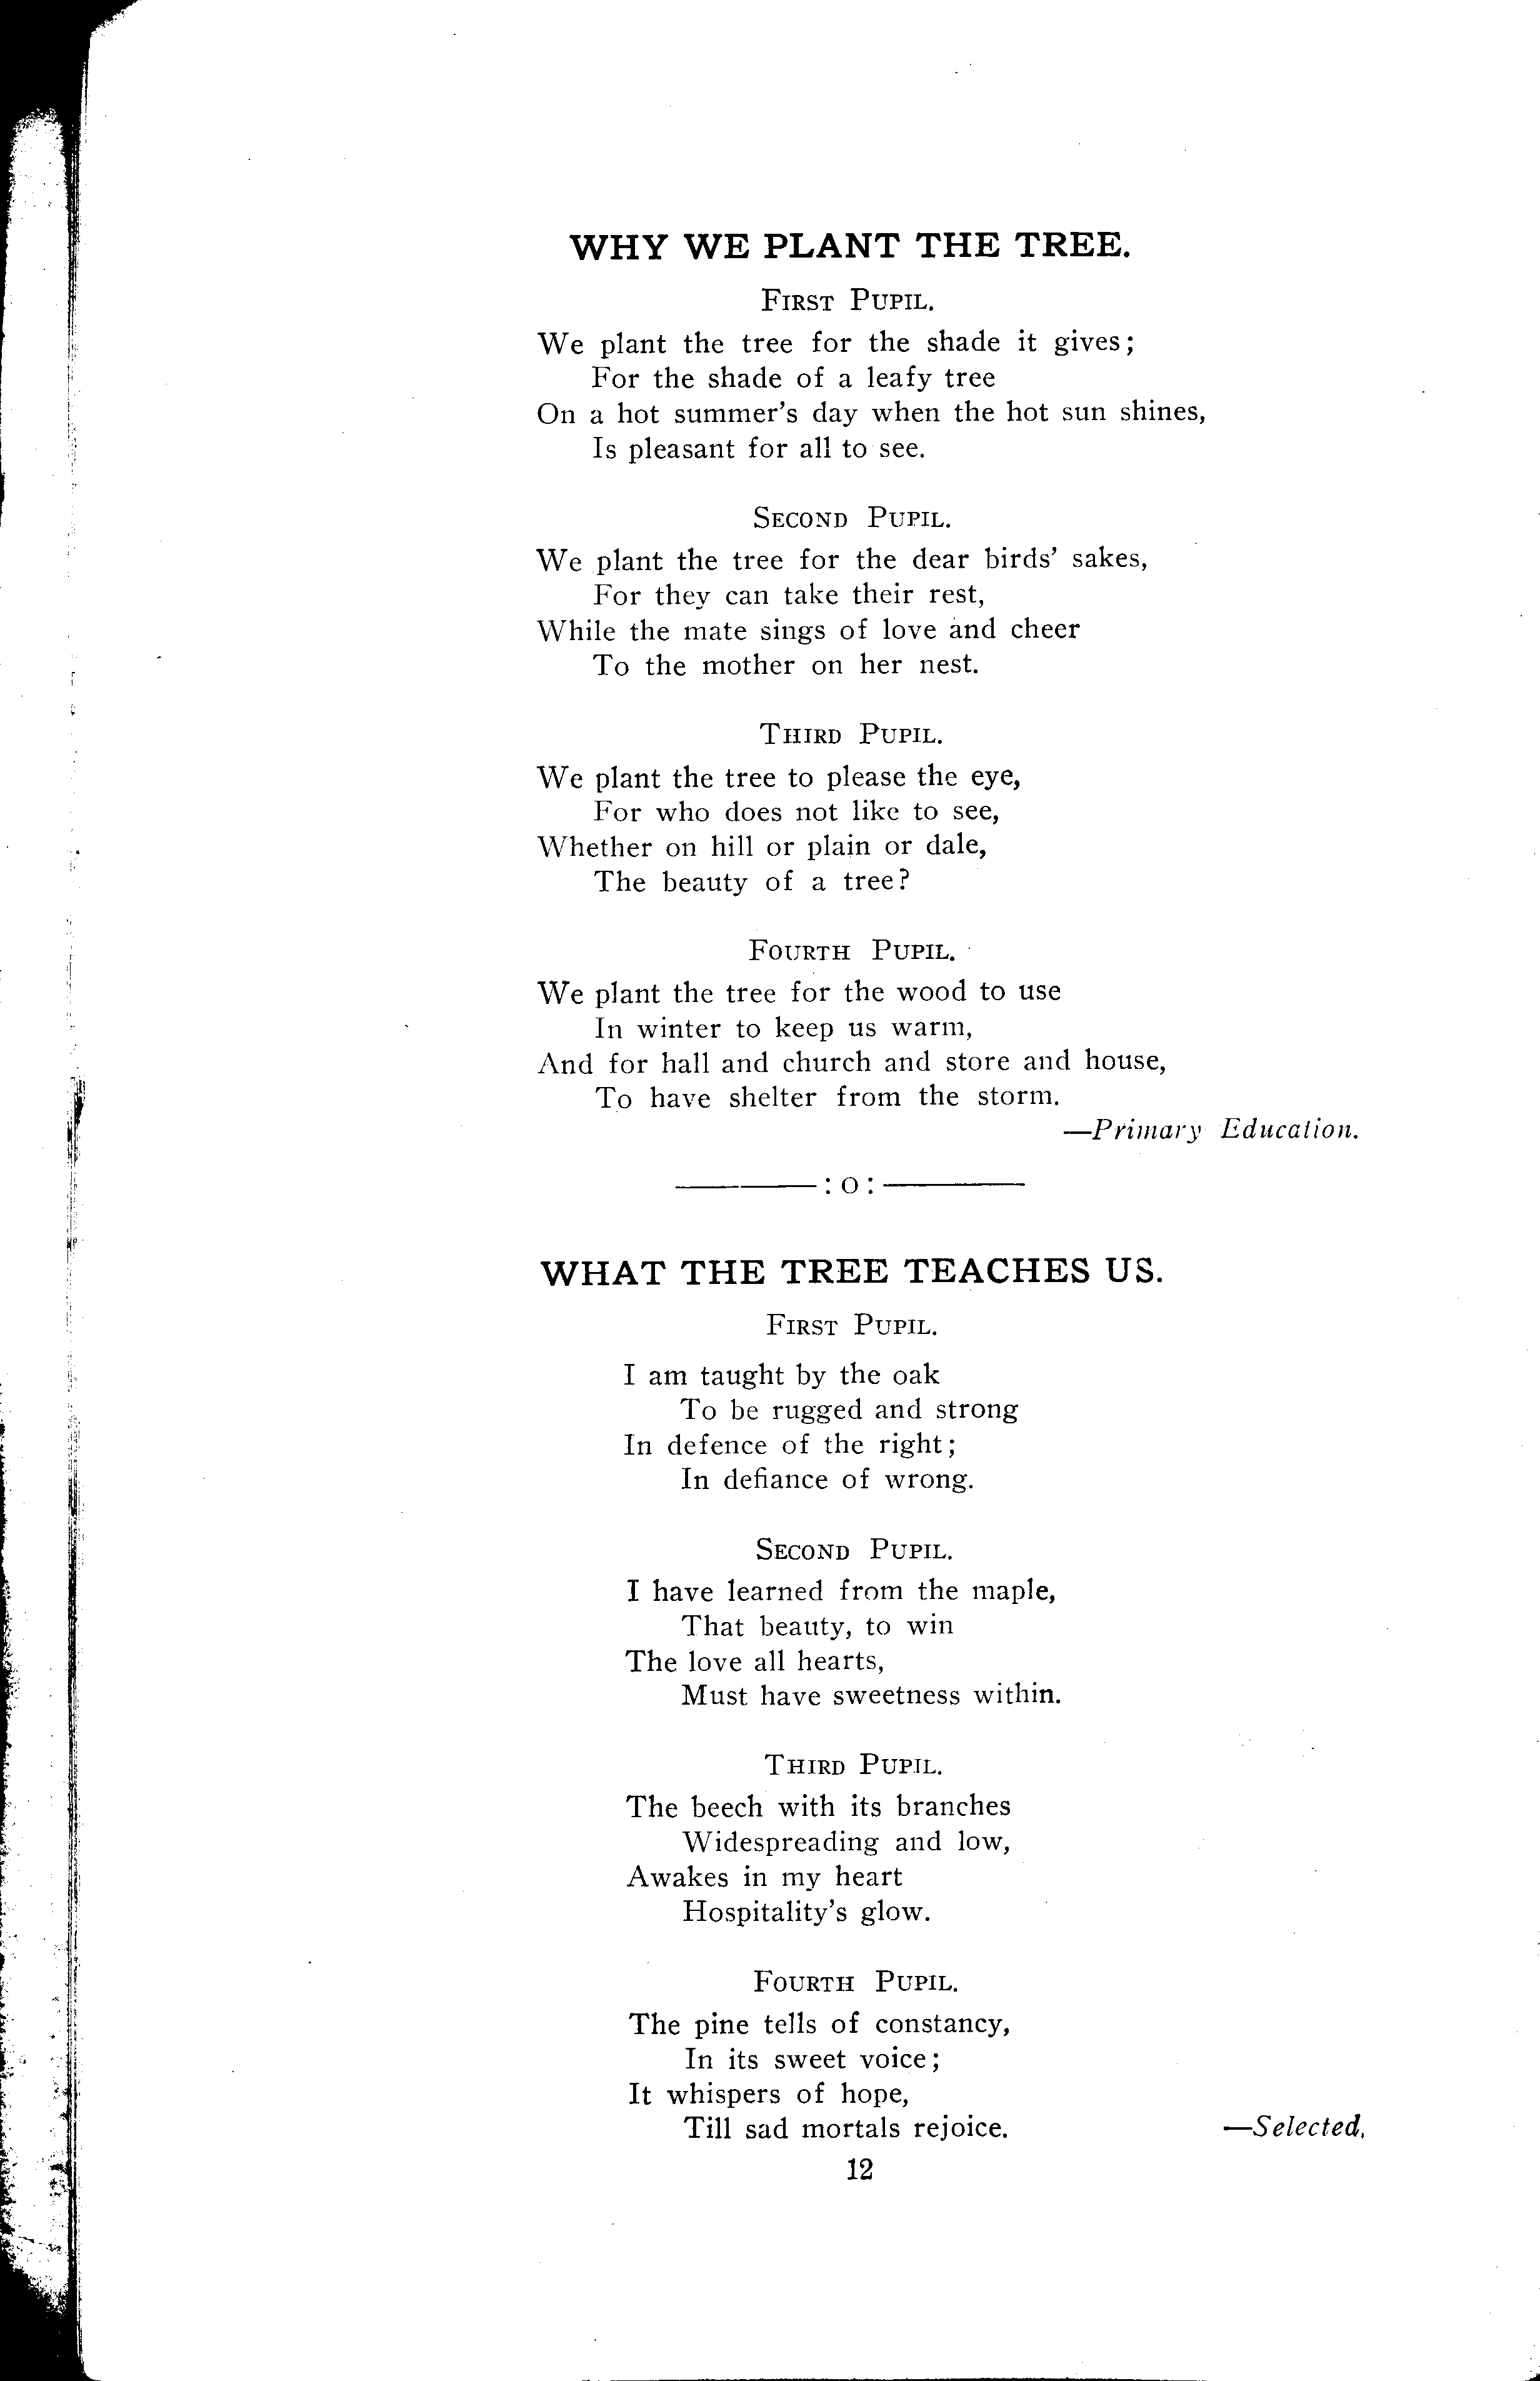 WHY WE PLANT THE TREE.
FIRST PUPIL.
We plant the tree for the shade it gives;
For the shade of a leafy tree
On a hot summer's day when the hot sun shines,
Is pleasant for all to see.
SECOND PUPIL.
We plant the tree for the dear birds' sakes,
For they can take their rest,
While the mate sings of love and cheer
To the mother on her nest.
THIRD PUPIL.
We plant the tree to please the eye,
For who does not like to see,
Whether on hill or plain or dale,
The beauty of a tree?
FOURTH PUPIL.
We plant the tree for the wood to use
In winter to keep us warm,
And for hall and church and store and house,
To have shelter from the storm.
—Primary Education.
———:o:———
WHAT THE TREE TEACHES US.
FIRST PUPIL.
I am taught by the oak
To be rugged and strong
In defence of the right;
In defiance of wrong.
SECOND PUPIL.
I have learned from the maple,
That beauty, to win
The love all hearts,
Must have sweetness within.
THIRD PUPIL.
The beech with its branches
Widespreading and low,
Awakes in my heart
Hospitality's glow.
FOURTH PUPIL.
The pine tells of constancy,
In its sweet voice;
It whispers of hope,
Till sad mortals rejoice. —Selected.
12